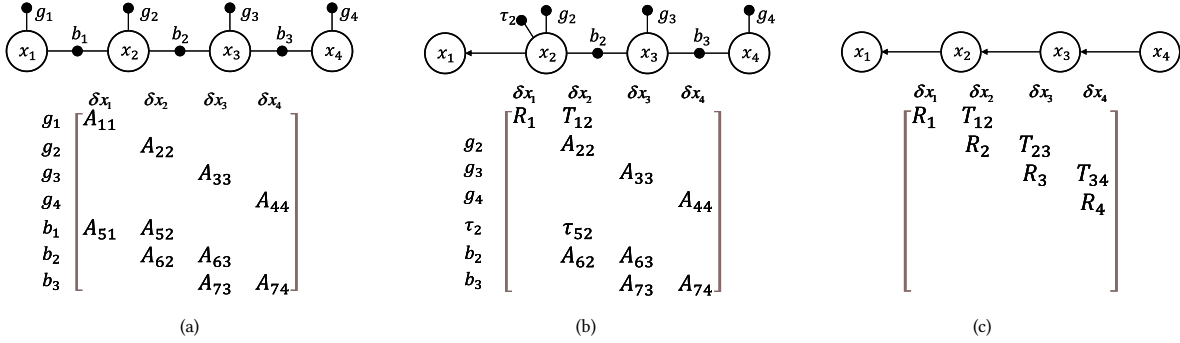 g₁ g₂ g₃ g₄
x₁ b₁ x₂ b₂ x₃ b₃ x₄
δx₁ δx₂ δx₃ δx₄
g₁ A₁₁
g₂ A₂₂
g₃ A₃₃
g₄ A₄₄
b₁ A₅₁ A₅₂
b₂ A₆₂ A₆₃
b₃ A₇₃ A₇₄
(a)
τ₂ g₂ g₃ g₄
x₁ x₂ b₂ x₃ b₃ x₄
δx₁ δx₂ δx₃ δx₄
R₁ T₁₂
g₂ A₂₂
g₃ A₃₃
g₄ A₄₄
τ₂ τ₅₂
b₂ A₆₂ A₆₃
b₃ A₇₃ A₇₄
(b)
x₁ x₂ x₃ x₄
δx₁ δx₂ δx₃ δx₄
R₁ T₁₂
R₂ T₂₃
R₃ T₃₄
R₄
(c)